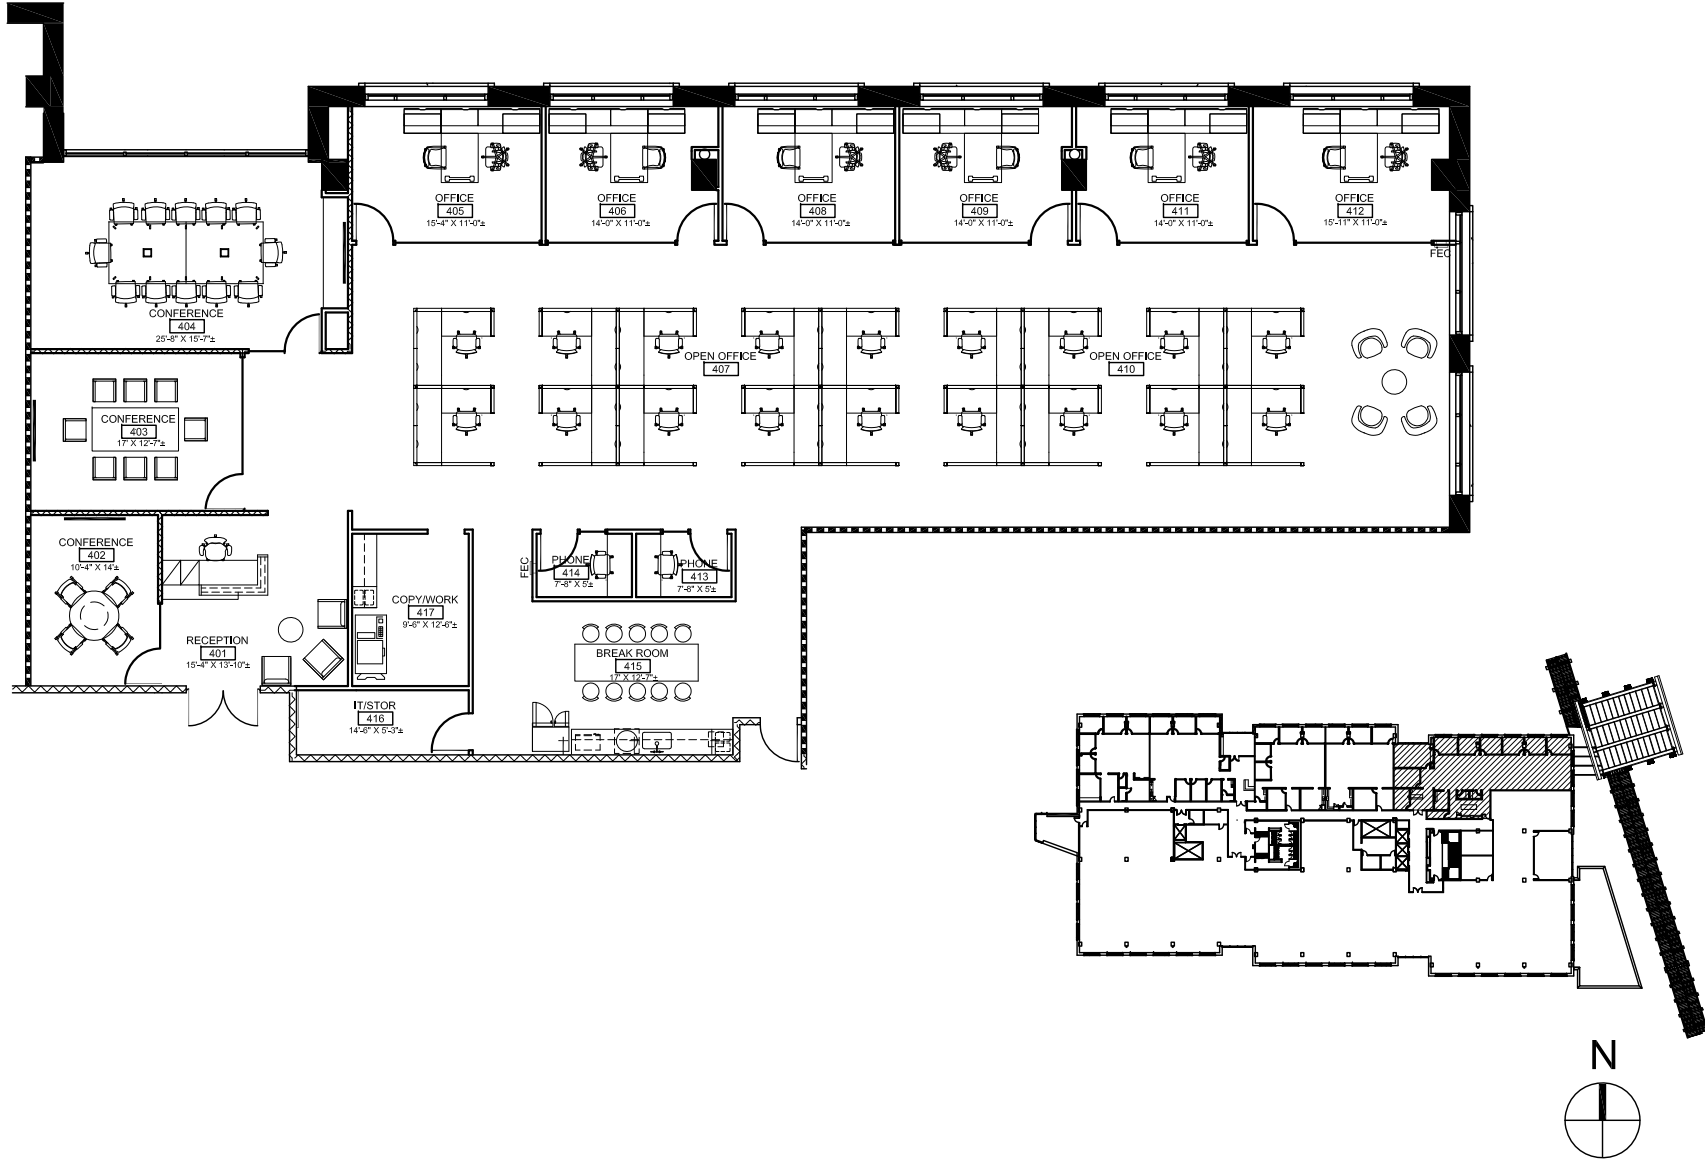 OFFICE
405
15'-4" X 11'-0"±
OFFICE
406
14'-0" X 11'-0"±
OFFICE
408
14'-0" X 11'-0"±
OFFICE
409
14'-0" X 11'-0"±
OFFICE
411
14'-0" X 11'-0"±
OFFICE
412
15'-11" X 11'-0"±
FEC
CONFERENCE
404
25'-8" X 15'-7"±
OPEN OFFICE
407
OPEN OFFICE
410
CONFERENCE
403
17' X 12'-7"±
CONFERENCE
402
10'-4" X 14'±
RECEPTION
401
15'-4" X 13'-10"±
COPY/WORK
417
9'-6" X 12'-6"±
FEC
PHONE
414
7'-8" X 5'±
PHONE
413
7'-8" X 5'±
BREAK ROOM
415
17' X 12'-7"±
IT/STOR
416
14'-6" X 5'-3"±
N